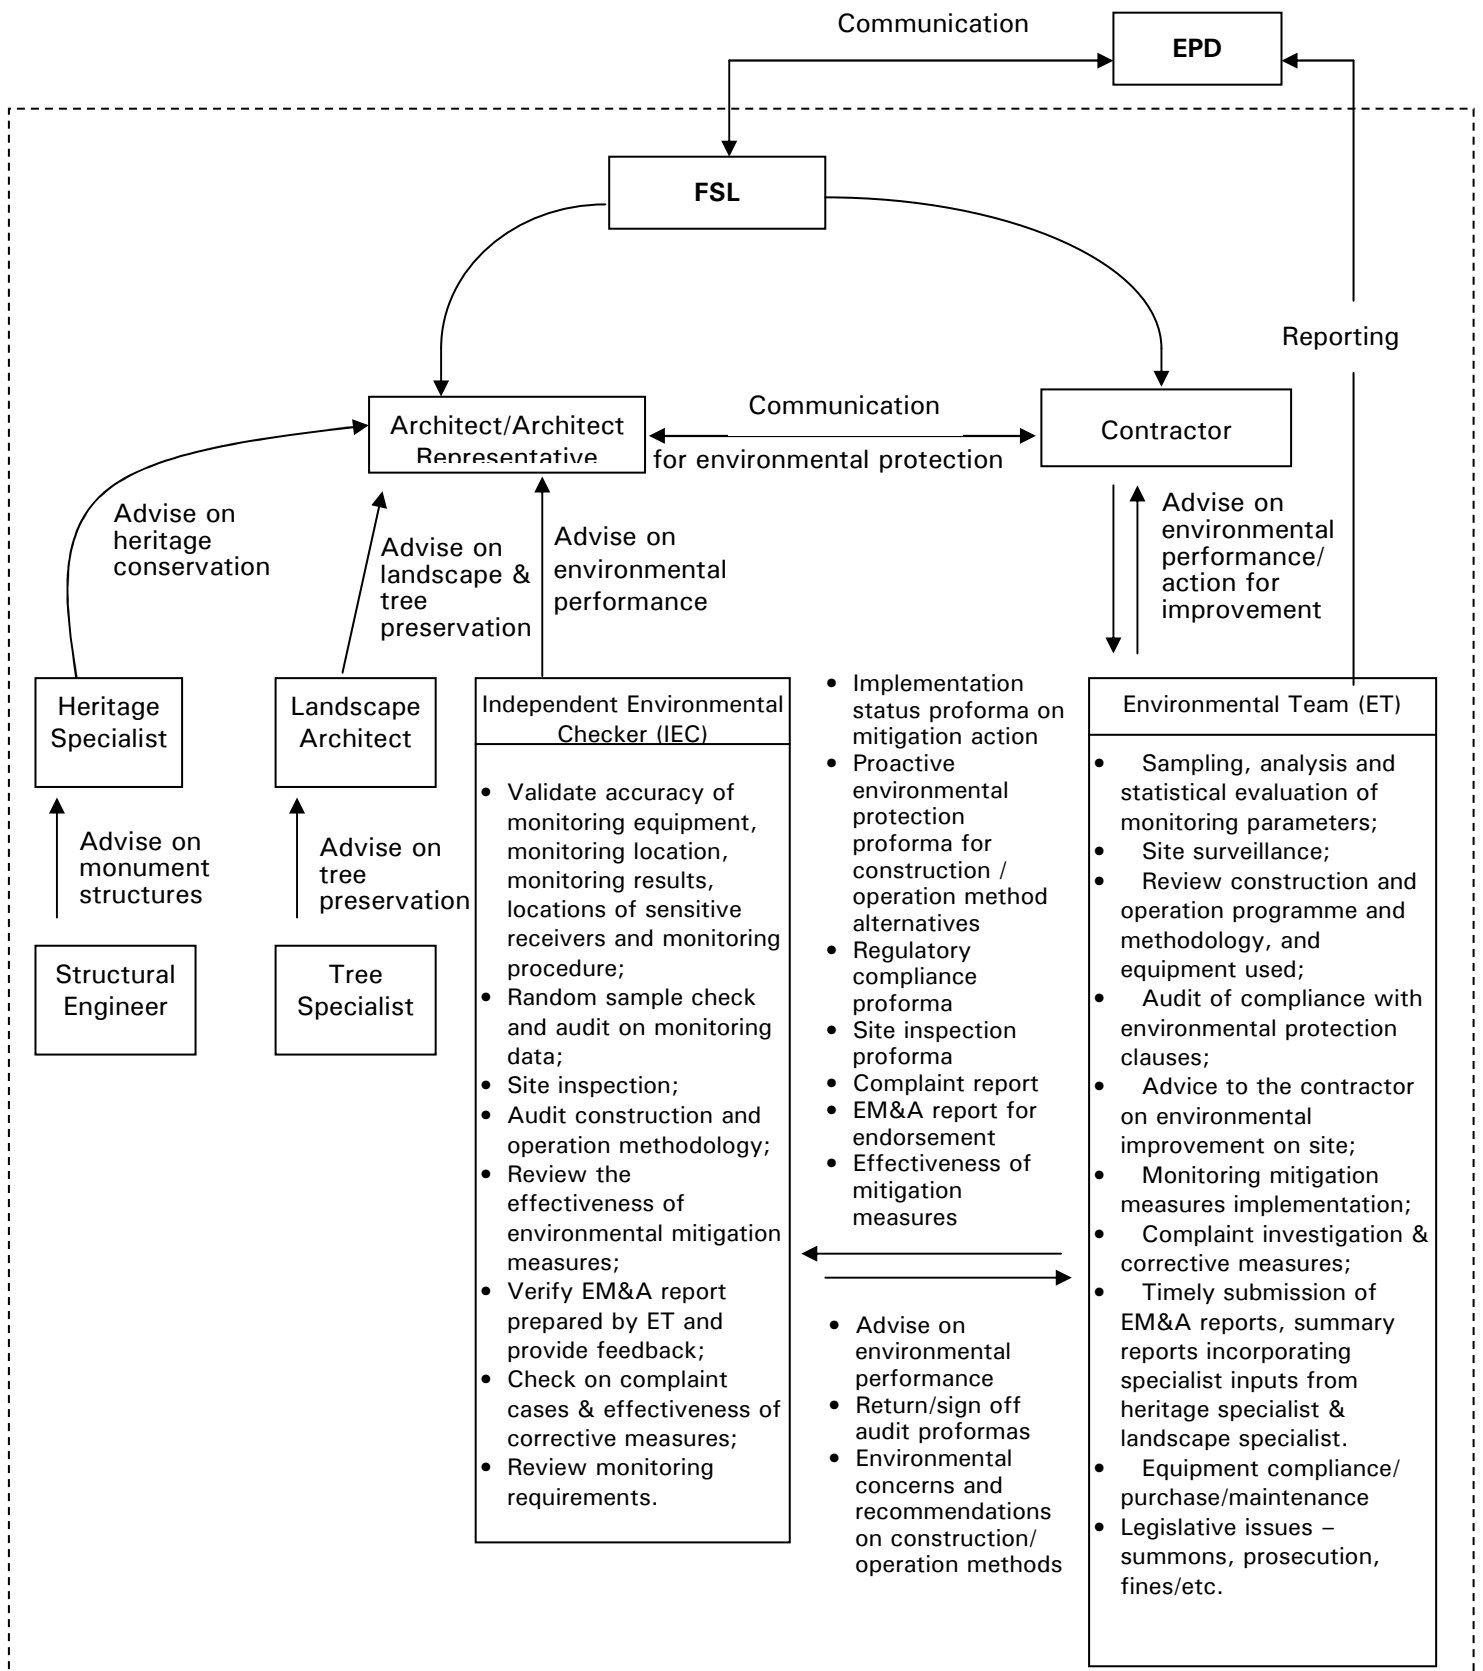 Communication
EPD
FSL
Reporting
Architect/Architect
Representative
Communication
for environmental protection
Contractor
Advise on
heritage
conservation
Advise on
landscape &
tree
preservation
Advise on
environmental
performance
Advise on
environmental
performance/
action for
improvement
Heritage
Specialist
Landscape
Architect
Advise on
monument
structures
Advise on
tree
preservation
Structural
Engineer
Tree
Specialist
Independent Environmental
Checker (IEC)
• Validate accuracy of
monitoring equipment,
monitoring location,
monitoring results,
locations of sensitive
receivers and monitoring
procedure;
• Random sample check
and audit on monitoring
data;
• Site inspection;
• Audit construction and
operation methodology;
• Review the
effectiveness of
environmental mitigation
measures;
• Verify EM&A report
prepared by ET and
provide feedback;
• Check on complaint
cases & effectiveness of
corrective measures;
• Review monitoring
requirements.
• Implementation
status proforma on
mitigation action
• Proactive
environmental
protection
proforma for
construction /
operation method
alternatives
• Regulatory
compliance
proforma
• Site inspection
proforma
• Complaint report
• EM&A report for
endorsement
• Effectiveness of
mitigation
measures
• Advise on
environmental
performance
• Return/sign off
audit proformas
• Environmental
concerns and
recommendations
on construction/
operation methods
Environmental Team (ET)
• Sampling, analysis and
statistical evaluation of
monitoring parameters;
• Site surveillance;
• Review construction and
operation programme and
methodology, and
equipment used;
• Audit of compliance with
environmental protection
clauses;
• Advice to the contractor
on environmental
improvement on site;
• Monitoring mitigation
measures implementation;
• Complaint investigation &
corrective measures;
• Timely submission of
EM&A reports, summary
reports incorporating
specialist inputs from
heritage specialist &
landscape specialist.
• Equipment compliance/
purchase/maintenance
• Legislative issues –
summons, prosecution,
fines/etc.